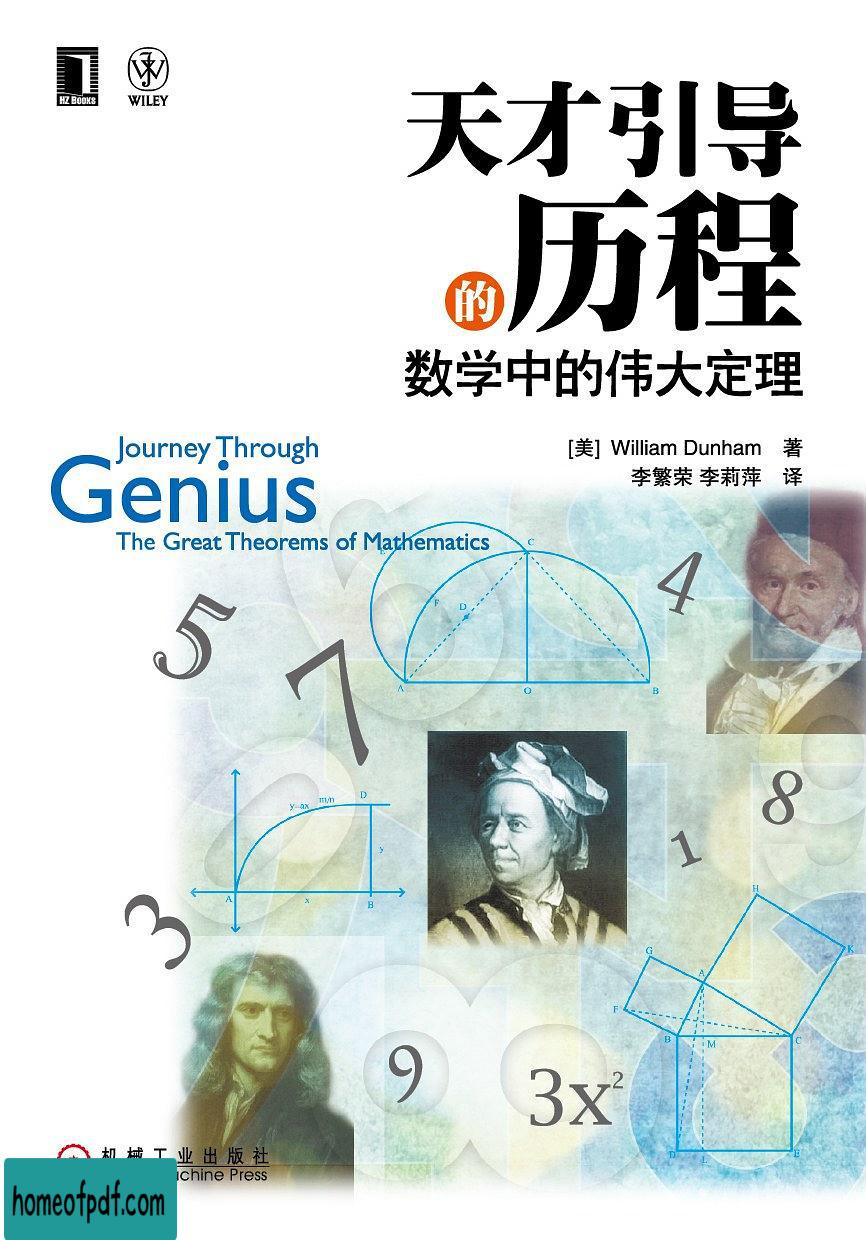 HZ BOOKS
WILEY
天才引导
的历程
数学中的伟大定理
Journey Through
Genius
The Great Theorems of Mathematics
[美] William Dunham 著
李繁荣 李莉萍 译
E
C
F
D
A
O
B
5
4
7
y=ax m/n
D
y
A
x
B
8
1
3
H
G
K
A
F
B
M
C
9
3x²
D
L
E
机械工业出版社
achine Press
homeofpdf.com